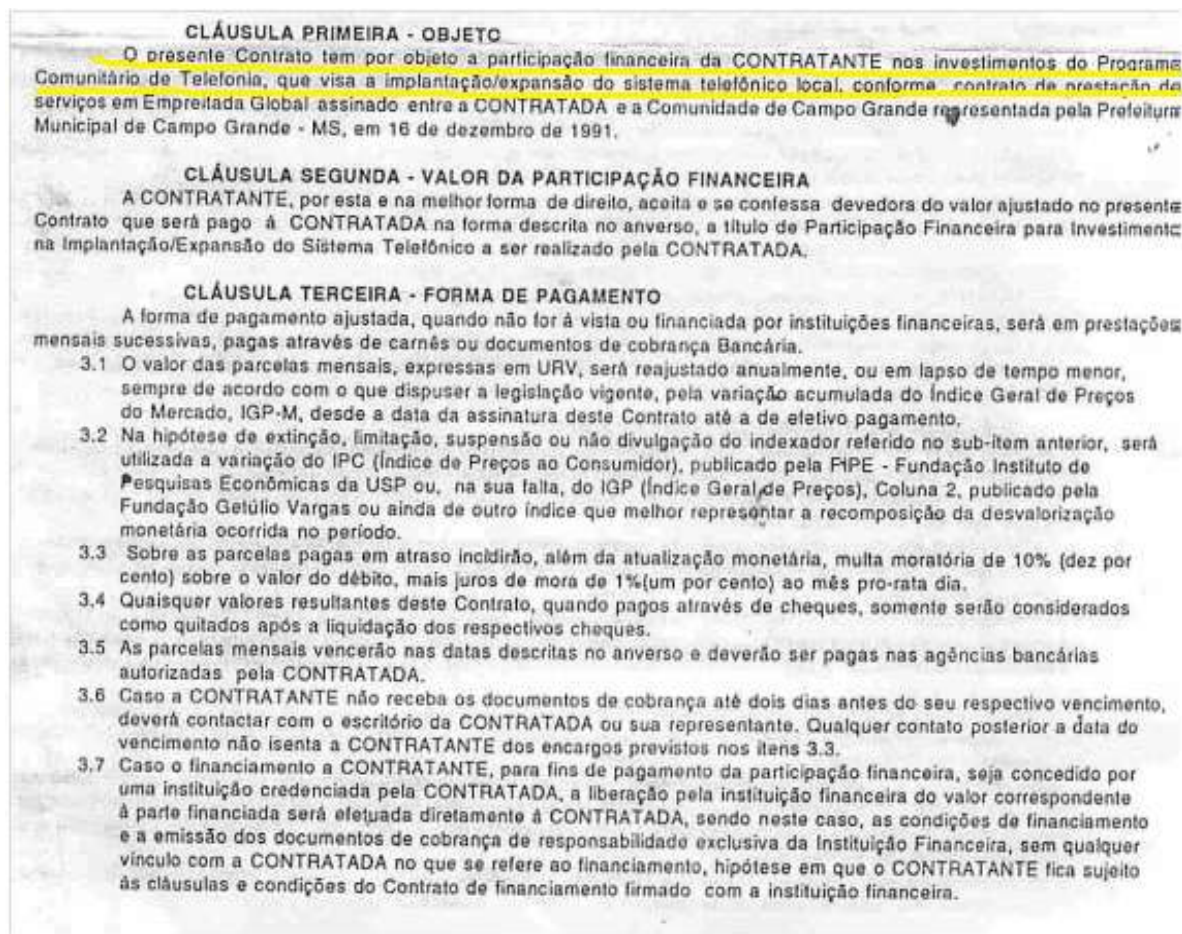 CLÁUSULA PRIMEIRA - OBJETO
O presente Contrato tem por objeto a participação financeira da CONTRATANTE nos investimentos do Programa
Comunitário de Telefonia, que visa a implantação/expansão do sistema telefônico local, conforme contrato de prestação de
serviços em Empreitada Global assinado entre a CONTRATADA e a Comunidade de Campo Grande representada pela Prefeitura
Municipal de Campo Grande - MS, em 16 de dezembro de 1991.
CLÁUSULA SEGUNDA - VALOR DA PARTICIPAÇÃO FINANCEIRA
A CONTRATANTE, por esta e na melhor forma de direito, aceita e se confessa devedora do valor ajustado no presente
Contrato que será pago á CONTRATADA na forma descrita no anverso, a título de Participação Financeira para Investimento
na Implantação/Expansão do Sistema Telefônico a ser realizado pela CONTRATADA.
CLÁUSULA TERCEIRA - FORMA DE PAGAMENTO
A forma de pagamento ajustada, quando não for á vista ou financiada por instituições financeiras, será em prestações
mensais sucessivas, pagas através de carnês ou documentos de cobrança Bancária.
3.1 O valor das parcelas mensais, expressas em URV, será reajustado anualmente, ou em lapso de tempo menor,
sempre de acordo com o que dispuser a legislação vigente, pela variação acumulada do Índice Geral de Preços
do Mercado, IGP-M, desde a data da assinatura deste Contrato até a de efetivo pagamento.
3.2 Na hipótese de extinção, limitação, suspensão ou não divulgação do indexador referido no sub-ítem anterior, será
utilizada a variação do IPC (Índice de Preços ao Consumidor), publicado pela FIPE - Fundação Instituto de
Pesquisas Econômicas da USP ou, na sua falta, do IGP (Índice Geral de Preços), Coluna 2, publicado pela
Fundação Getúlio Vargas ou ainda de outro índice que melhor representar a recomposição da desvalorização
monetária ocorrida no período.
3.3 Sobre as parcelas pagas em atraso incidirão, além da atualização monetária, multa moratória de 10% (dez por
cento) sobre o valor do débito, mais juros de mora de 1%(um por cento) ao mês pro-rata dia.
3.4 Quaisquer valores resultantes deste Contrato, quando pagos através de cheques, somente serão considerados
como quitados após a liquidação dos respectivos cheques.
3.5 As parcelas mensais vencerão nas datas descritas no anverso e deverão ser pagas nas agências bancárias
autorizadas pela CONTRATADA.
3.6 Caso a CONTRATANTE não receba os documentos de cobrança até dois dias antes do seu respectivo vencimento,
deverá contactar com o escritório da CONTRATADA ou sua representante. Qualquer contato posterior a data do
vencimento não isenta a CONTRATANTE dos encargos previstos nos itens 3.3.
3.7 Caso o financiamento a CONTRATANTE, para fins de pagamento da participação financeira, seja concedido por
uma instituição credenciada pela CONTRATADA, a liberação pela instituição financeira do valor correspondente
á parte financiada será efetuada diretamente á CONTRATADA, sendo neste caso, as condições de financiamento
e a emissão dos documentos de cobrança de responsabilidade exclusiva da Instituição Financeira, sem qualquer
vínculo com a CONTRATADA no que se refere ao financiamento, hipótese em que o CONTRATANTE fica sujeito
ás cláusulas e condições do Contrato de financiamento firmado com a instituição financeira.